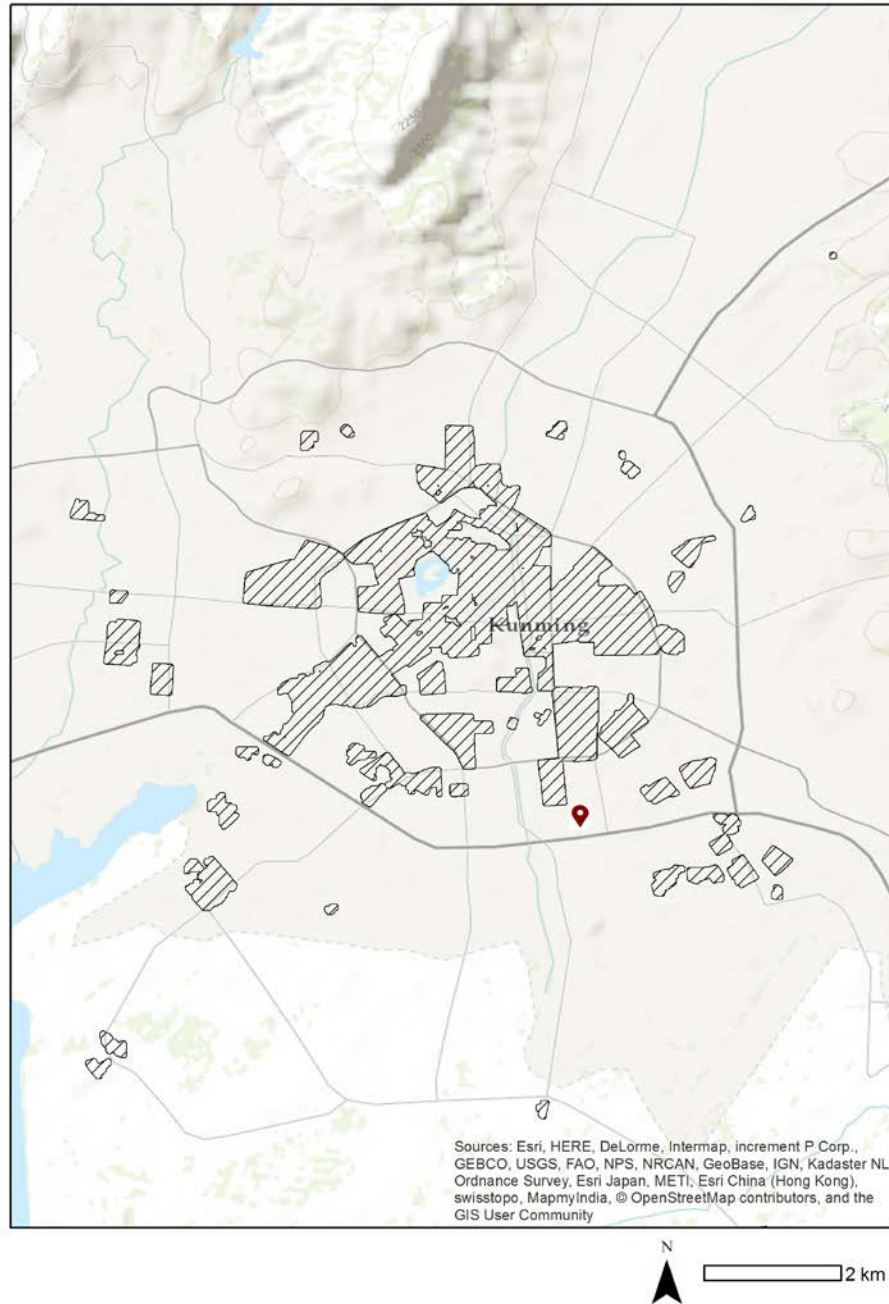 2250
2100
Kunming
Sources: Esri, HERE, DeLorme, Intermap, increment P Corp.,
GEBCO, USGS, FAO, NPS, NRCAN, GeoBase, IGN, Kadaster NL,
Ordnance Survey, Esri Japan, METI, Esri China (Hong Kong),
swisstopo, MapmyIndia, © OpenStreetMap contributors, and the
GIS User Community
N
2 km